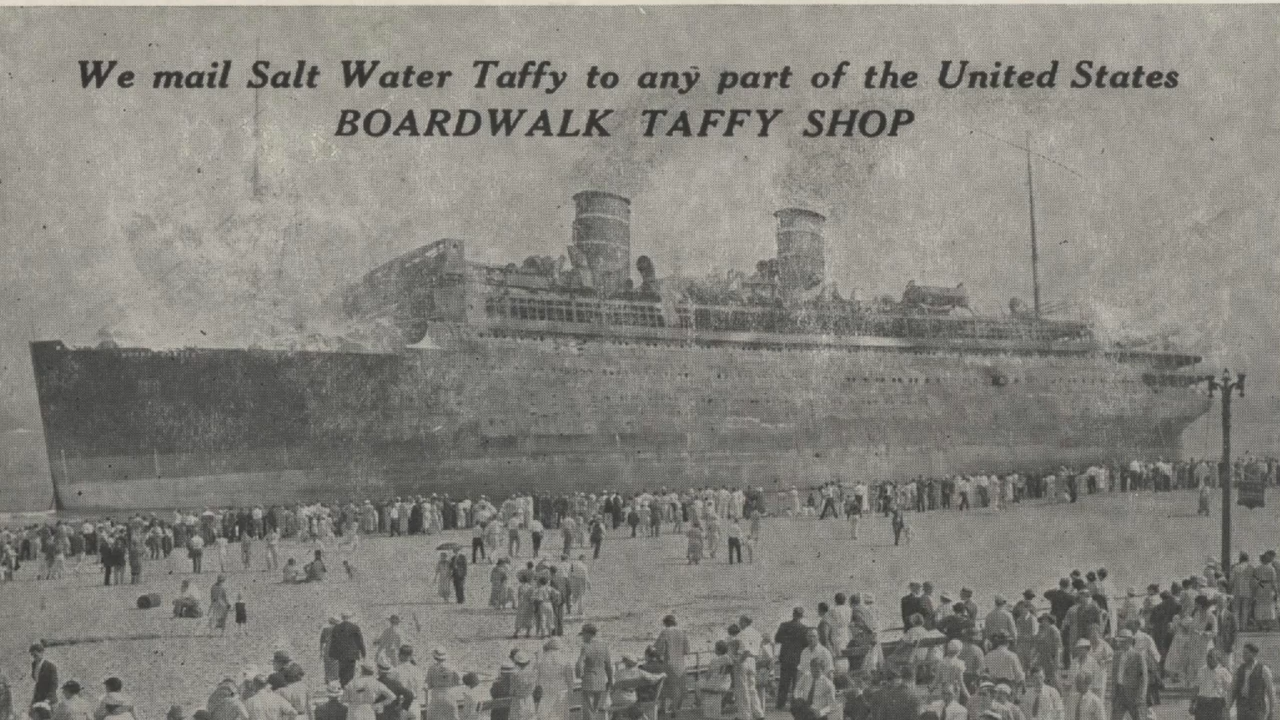 We mail Salt Water Taffy to any part of the United States
BOARDWALK TAFFY SHOP